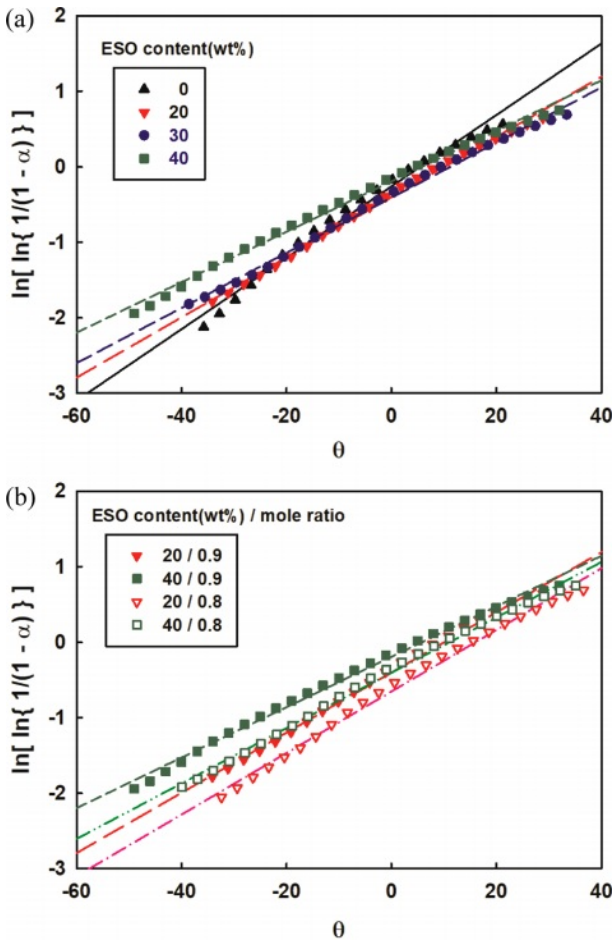 (a)
2
1
0
-1
-2
-3
ln[ ln{ 1/(1 - α) } ]
ESO content(wt%)
0
20
30
40
-60 -40 -20 0 20 40
θ
(b)
2
1
0
-1
-2
-3
ln[ ln{ 1/(1 - α) } ]
ESO content(wt%) / mole ratio
20 / 0.9
40 / 0.9
20 / 0.8
40 / 0.8
-60 -40 -20 0 20 40
θ